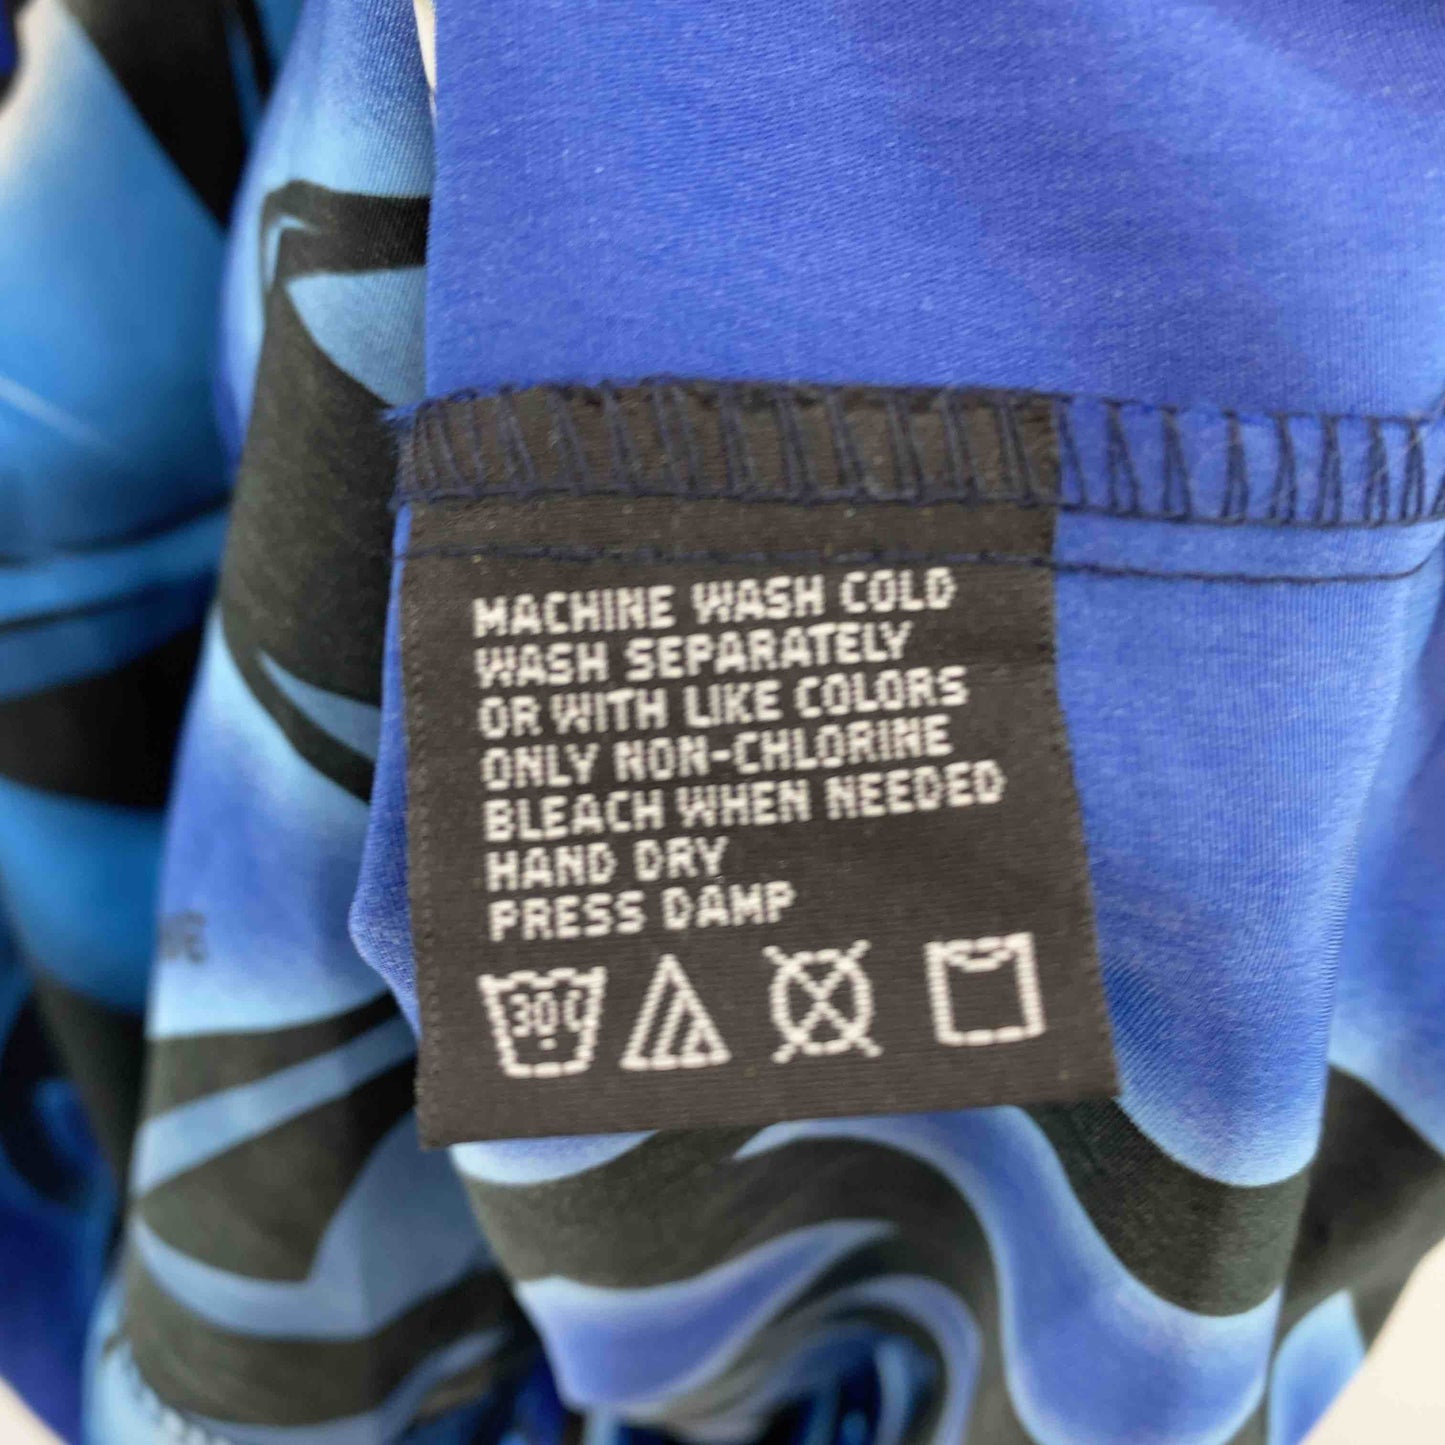 MACHINE WASH COLD
WASH SEPARATELY
OR WITH LIKE COLORS
ONLY NON-CHLORINE
BLEACH WHEN NEEDED
HAND DRY
PRESS DAMP
30°C